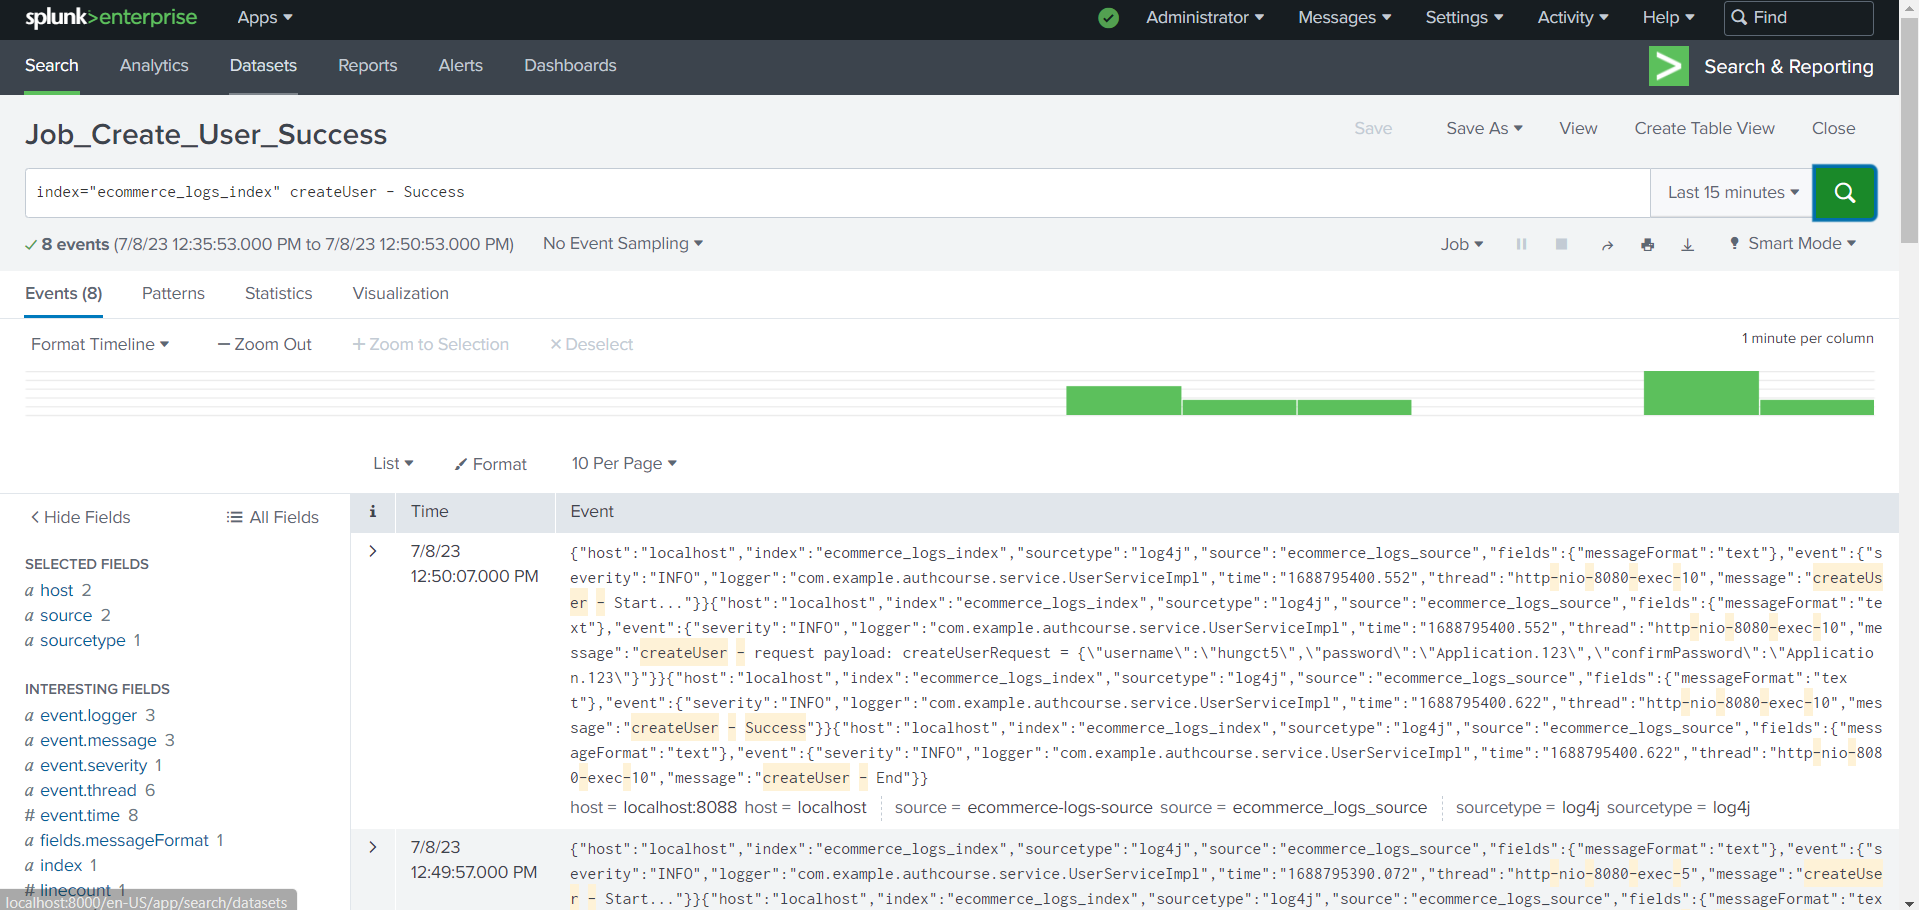 splunk>enterprise Apps Administrator Messages Settings Activity Help Find
Search Analytics Datasets Reports Alerts Dashboards Search & Reporting
Job_Create_User_Success Save Save As View Create Table View Close
index="ecommerce_logs_index" createUser - Success Last 15 minutes
8 events (7/8/23 12:35:53.000 PM to 7/8/23 12:50:53.000 PM) No Event Sampling Job Smart Mode
Events (8) Patterns Statistics Visualization
Format Timeline Zoom Out Zoom to Selection Deselect 1 minute per column
List Format 10 Per Page
Hide Fields All Fields
SELECTED FIELDS
a host 2
a source 2
a sourcetype 1
INTERESTING FIELDS
a event.logger 3
a event.message 3
a event.severity 1
a event.thread 6
# event.time 8
a fields.messageFormat 1
a index 1
# linecount 1
localhost:8000/en-US/app/search/datasets
i Time Event
7/8/23
12:50:07.000 PM
{"host":"localhost","index":"ecommerce_logs_index","sourcetype":"log4j","source":"ecommerce_logs_source","fields":{"messageFormat":"text"},"event":{"s
everity":"INFO","logger":"com.example.authcourse.service.UserServiceImpl","time":"1688795400.552","thread":"http-nio-8080-exec-10","message":"createUs
er - Start..."}}{"host":"localhost","index":"ecommerce_logs_index","sourcetype":"log4j","source":"ecommerce_logs_source","fields":{"messageFormat":"te
xt"},"event":{"severity":"INFO","logger":"com.example.authcourse.service.UserServiceImpl","time":"1688795400.552","thread":"http-nio-8080-exec-10","me
ssage":"createUser - request payload: createUserRequest = {\"username\":\"hungct5\",\"password\":\"Application.123\",\"confirmPassword\":\"Applicatio
n.123\"}"}}{"host":"localhost","index":"ecommerce_logs_index","sourcetype":"log4j","source":"ecommerce_logs_source","fields":{"messageFormat":"tex
t"},"event":{"severity":"INFO","logger":"com.example.authcourse.service.UserServiceImpl","time":"1688795400.622","thread":"http-nio-8080-exec-10","mes
sage":"createUser - Success"}}{"host":"localhost","index":"ecommerce_logs_index","sourcetype":"log4j","source":"ecommerce_logs_source","fields":{"mess
ageFormat":"text"},"event":{"severity":"INFO","logger":"com.example.authcourse.service.UserServiceImpl","time":"1688795400.622","thread":"http-nio-808
0-exec-10","message":"createUser - End"}}
host = localhost:8088 host = localhost source = ecommerce-logs-source source = ecommerce_logs_source sourcetype = log4j sourcetype = log4j
7/8/23
12:49:57.000 PM
{"host":"localhost","index":"ecommerce_logs_index","sourcetype":"log4j","source":"ecommerce_logs_source","fields":{"messageFormat":"text"},"event":{"s
everity":"INFO","logger":"com.example.authcourse.service.UserServiceImpl","time":"1688795390.072","thread":"http-nio-8080-exec-5","message":"createUse
r - Start..."}}{"host":"localhost","index":"ecommerce_logs_index","sourcetype":"log4j","source":"ecommerce_logs_source","fields":{"messageFormat":"tex